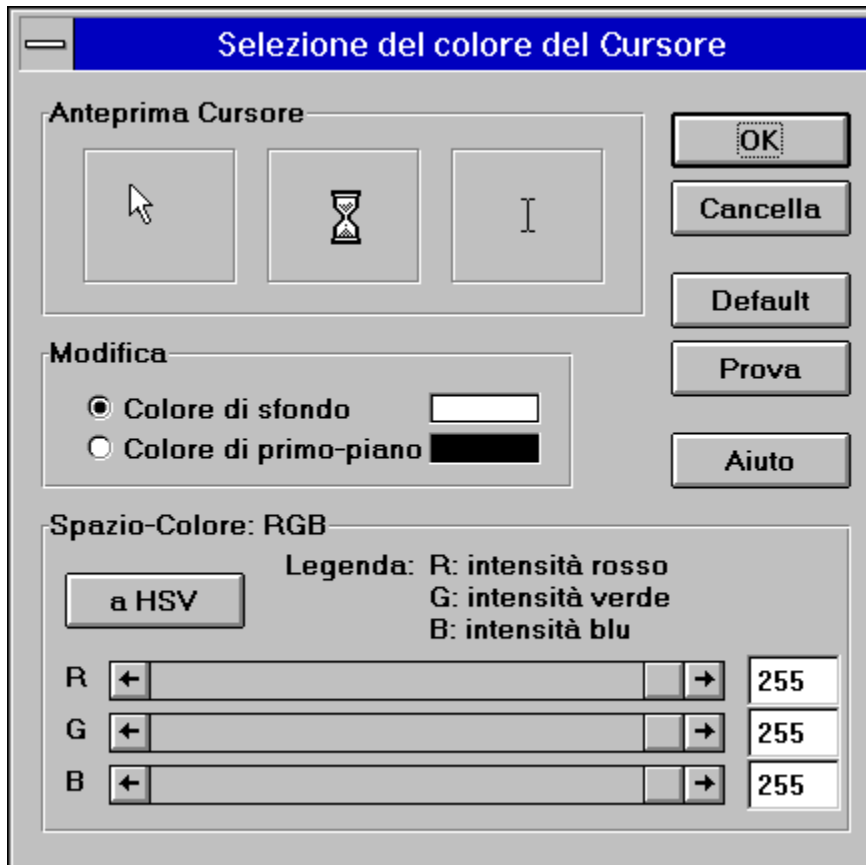 Selezione del colore del Cursore
Anteprima Cursore
OK
Cancella
Default
Prova
Aiuto
Modifica
Colore di sfondo
Colore di primo-piano
Spazio-Colore: RGB
a HSV
Legenda: R: intensità rosso
G: intensità verde
B: intensità blu
R 255
G 255
B 255